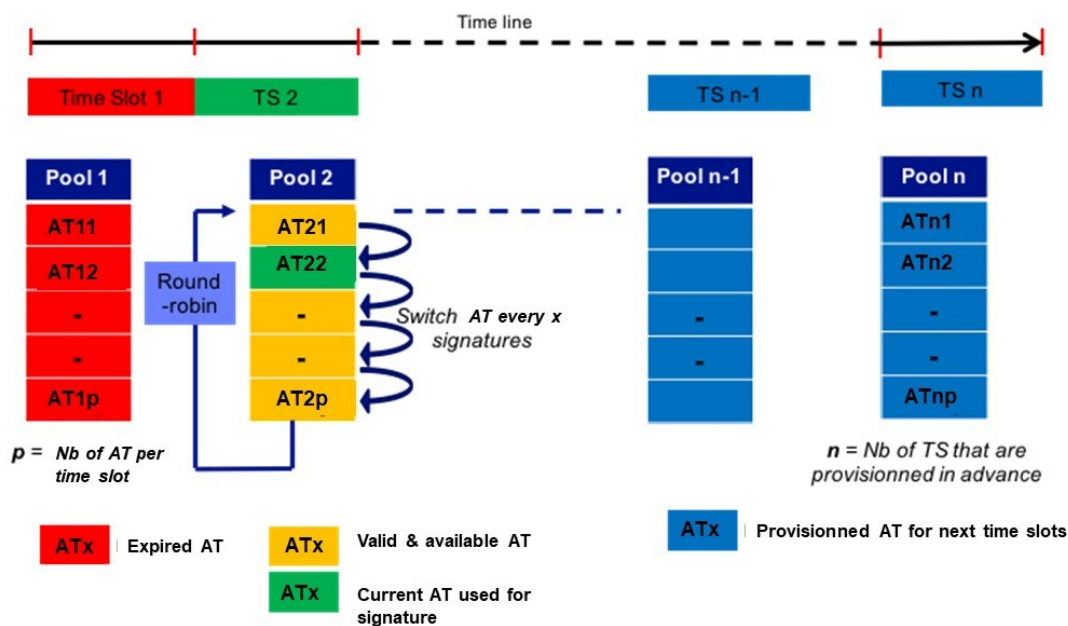 Time line
Time Slot 1
TS 2
TS n-1
TS n
Pool 1
Pool 2
Pool n-1
Pool n
AT11
AT12
-
-
AT1p
Round
-robin
AT21
AT22
-
-
AT2p
Switch AT every x
signatures
-
-
ATn1
ATn2
-
-
ATnp
p = Nb of AT per
time slot
n = Nb of TS that are
provisionned in advance
ATx Expired AT
ATx Valid & available AT
ATx Current AT used for
signature
ATx Provisionned AT for next time slots